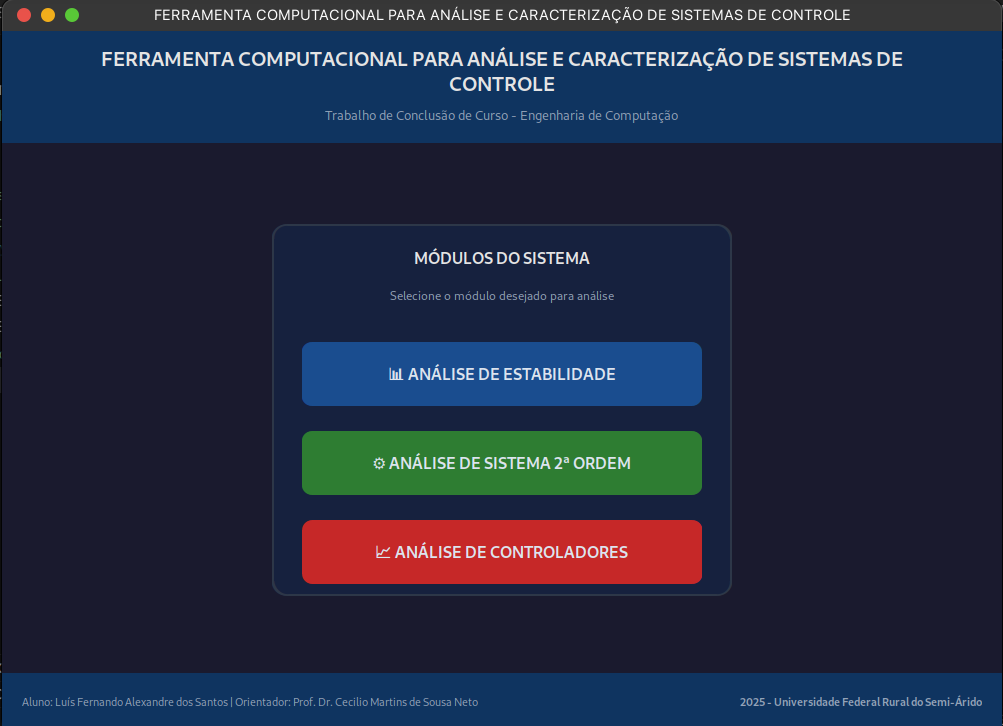 FERRAMENTA COMPUTACIONAL PARA ANÁLISE E CARACTERIZAÇÃO DE SISTEMAS DE CONTROLE
FERRAMENTA COMPUTACIONAL PARA ANÁLISE E CARACTERIZAÇÃO DE SISTEMAS DE
CONTROLE
Trabalho de Conclusão de Curso - Engenharia de Computação
MÓDULOS DO SISTEMA
Selecione o módulo desejado para análise
📊 ANÁLISE DE ESTABILIDADE
⚙ ANÁLISE DE SISTEMA 2ª ORDEM
📈 ANÁLISE DE CONTROLADORES
Aluno: Luís Fernando Alexandre dos Santos | Orientador: Prof. Dr. Cecilio Martins de Sousa Neto
2025 - Universidade Federal Rural do Semi-Árido